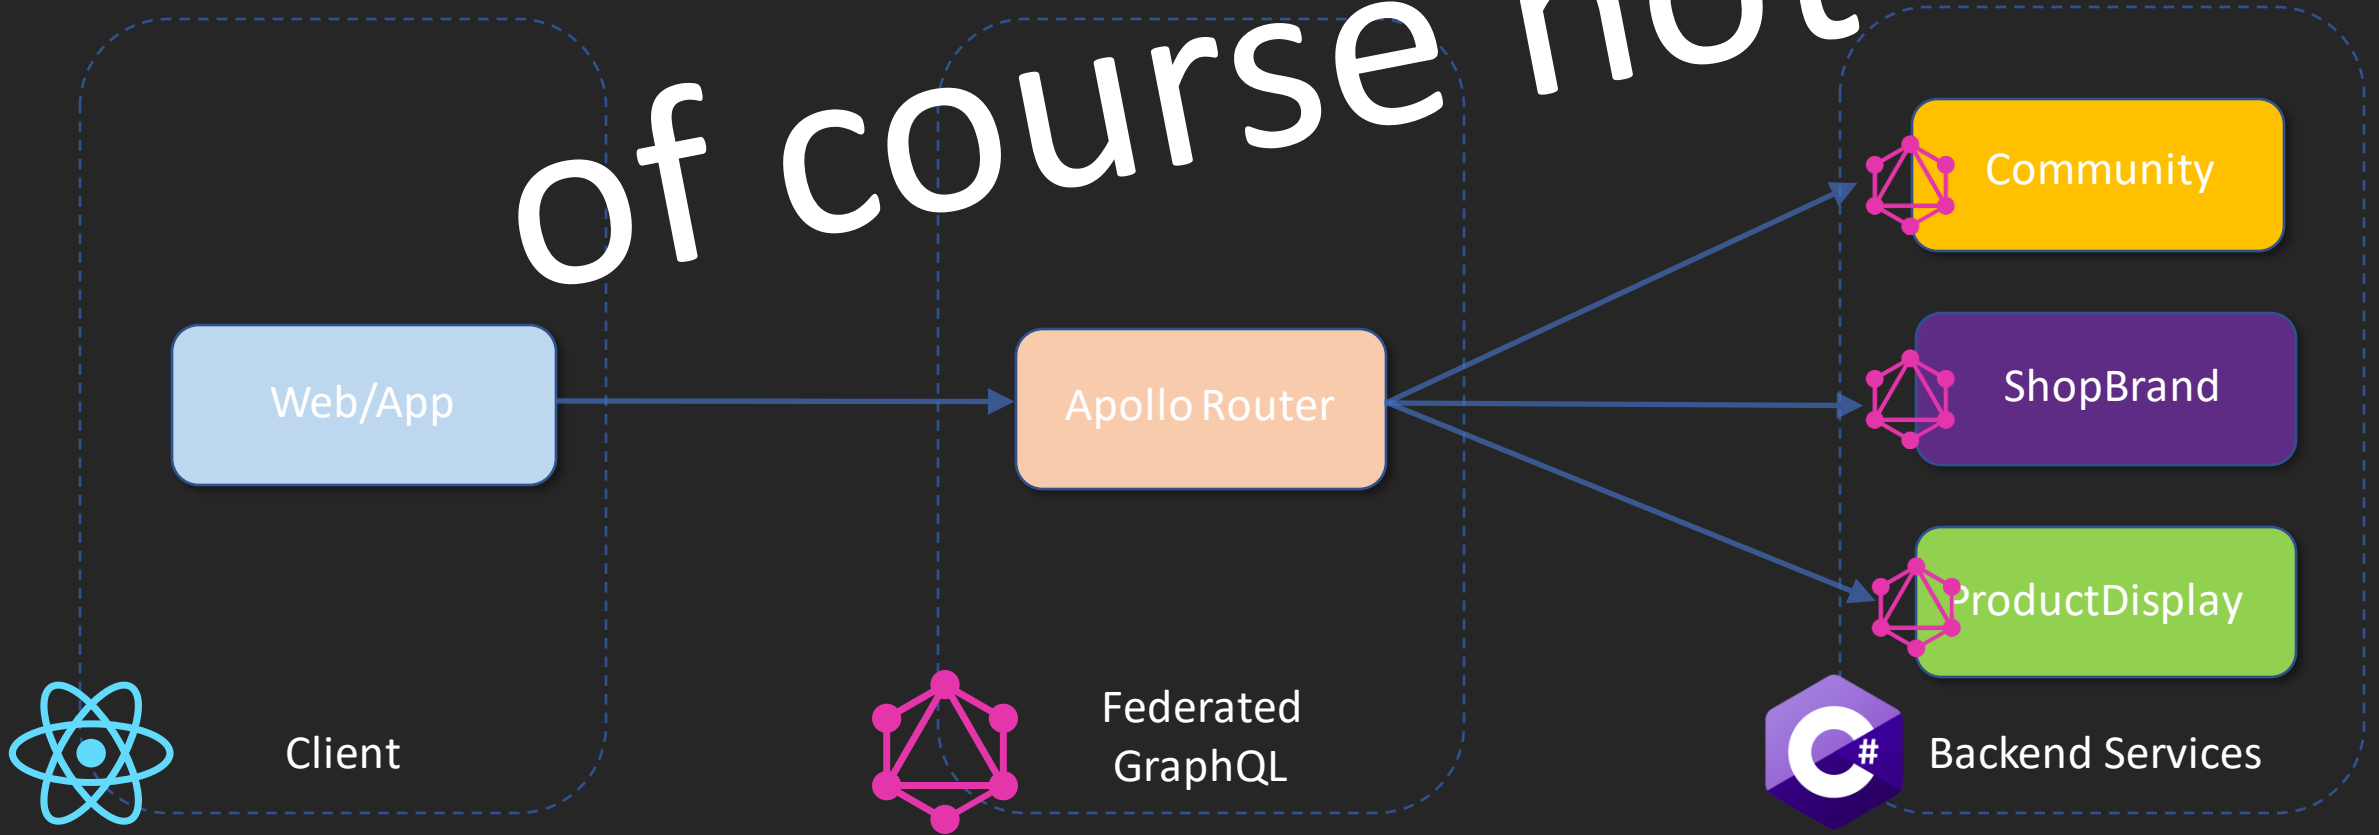 of course not
Community
ShopBrand
Web/App
Apollo Router
ProductDisplay
Federated
GraphQL
Client
C#
Backend Services